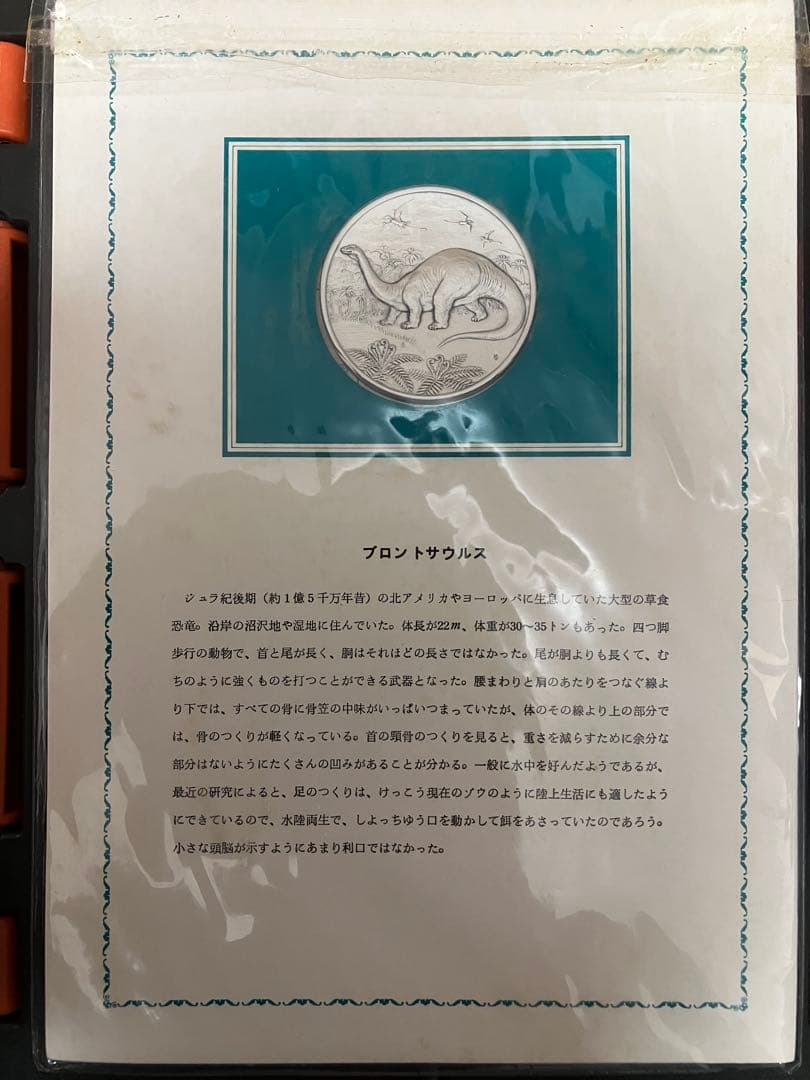 ブロントサウルス
ジュラ紀後期(約1億5千万年昔)の北アメリカやヨーロッパに生息していた大型の草食
恐竜。沿岸の沼沢地や湿地に住んでいた。体長が22m、体重が30〜35トンもあった。四つ脚
歩行の動物で、首と尾が長く、胴はそれほどの長さではなかった。尾が胴よりも長くて、む
ちのように強くものを打つことができる武器となった。腰まわりと肩のあたりをつなぐ線よ
り下では、すべての骨に骨笠の中味がいっぱいつまっていたが、体のその線より上の部分で
は、骨のつくりが軽くなっている。首の頸骨のつくりを見ると、重さを減らすために余分な
部分はないようにたくさんの凹みがあることが分かる。一般に水中を好んだようであるが、
最近の研究によると、足のつくりは、けっこう現在のゾウのように陸上生活にも適したよう
にできているので、水陸両生で、しよっちゆう口を動かして餌をあさっていたのであろう。
小さな頭脳が示すようにあまり利口ではなかった。